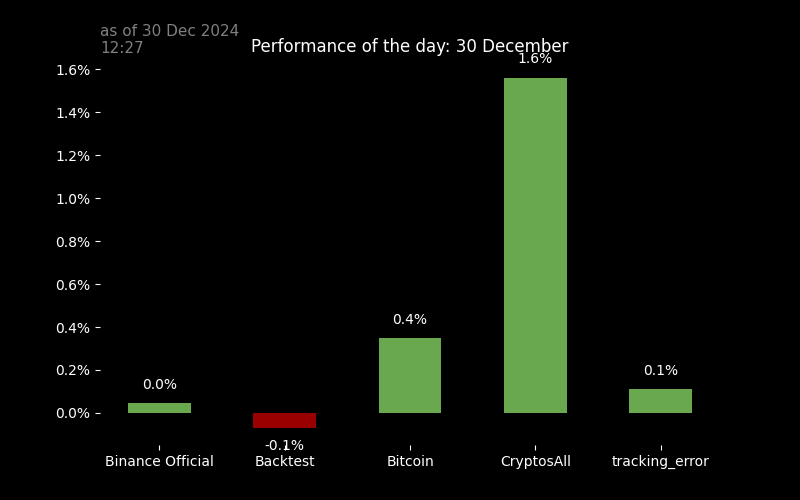 as of 30 Dec 2024
12:27
Performance of the day: 30 December
1.6%
1.6%
1.4%
1.2%
1.0%
0.8%
0.6%
0.4%
0.4%
0.2%
0.1%
0.0%
0.0%
-0.1%
Binance Official
Backtest
Bitcoin
CryptosAll
tracking_error